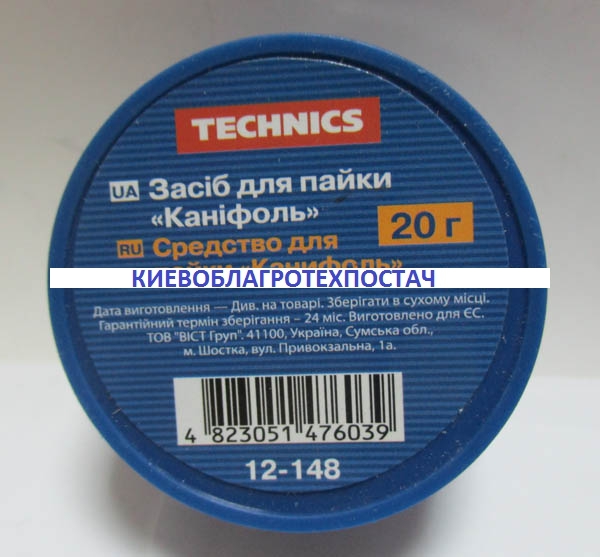 TECHNICS
UA Засіб для пайки
«Каніфоль»
20 г
RU Средство для
КИЕВОБЛАГРОТЕХПОСТАЧ
Дата виготовлення — Див. на товарі. Зберігати в сухому місці.
Гарантійний термін зберігання – 24 міс. Виготовлено для ЄС.
ТОВ "ВІСТ Груп". 41100, Україна, Сумська обл.,
м. Шостка, вул. Привокзальна, 1а.
4 823051 476039
12-148